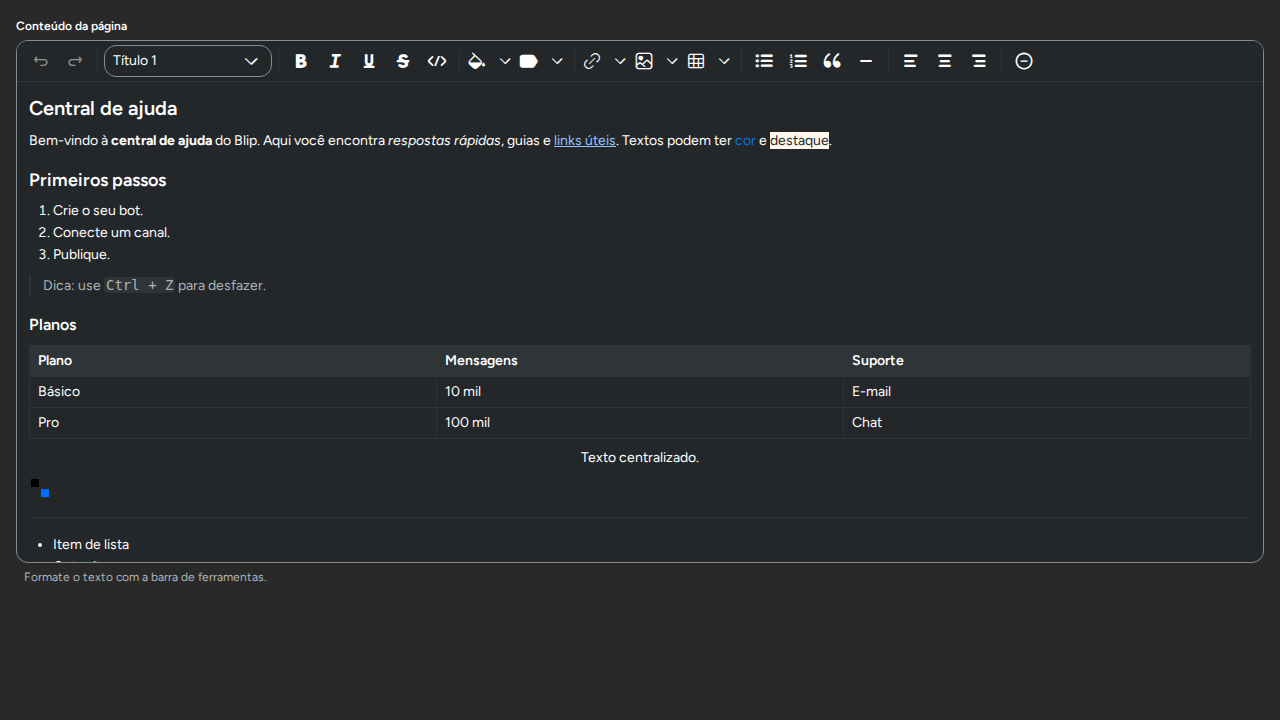 Conteúdo da página
Título 1
Central de ajuda
Bem-vindo à central de ajuda do Blip. Aqui você encontra respostas rápidas, guias e links úteis. Textos podem ter cor e destaque.
Primeiros passos
1. Crie o seu bot.
2. Conecte um canal.
3. Publique.
Dica: use Ctrl + Z para desfazer.
Planos
Plano Mensagens Suporte
Básico 10 mil E-mail
Pro 100 mil Chat
Texto centralizado.
• Item de lista
Formate o texto com a barra de ferramentas.